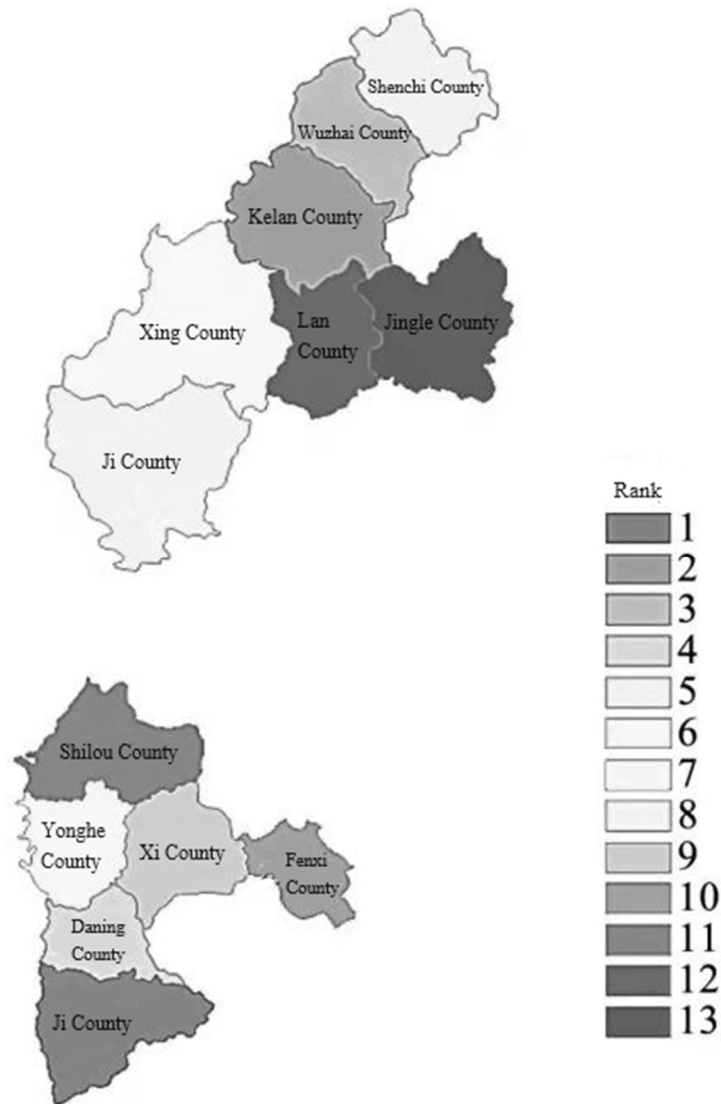 Shenchi County
Wuzhai County
Kelan County
Lan
County
Jingle County
Xing County
Ji County
Rank
1
2
3
4
5
6
7
8
9
10
11
12
13
Shilou County
Yonghe
County
Xi County
Fenxi
County
Daning
County
Ji County